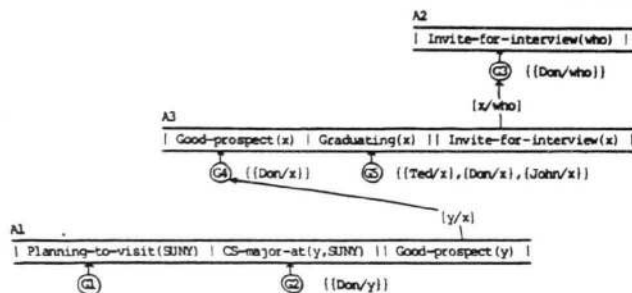 A2
| Invite-for-interview(who) |
G3 {{Don/who}}
[x/who]
A3
| Good-prospect(x) | Graduating(x) || Invite-for-interview(x) |
G4 {{Don/x}} G5 {{Ted/x},{Don/x},{John/x}}
{y/x}
A1
| Planning-to-visit(SUNY) | CS-major-at(y,SUNY) || Good-prospect(y) |
G1 G2 {{Don/y}}